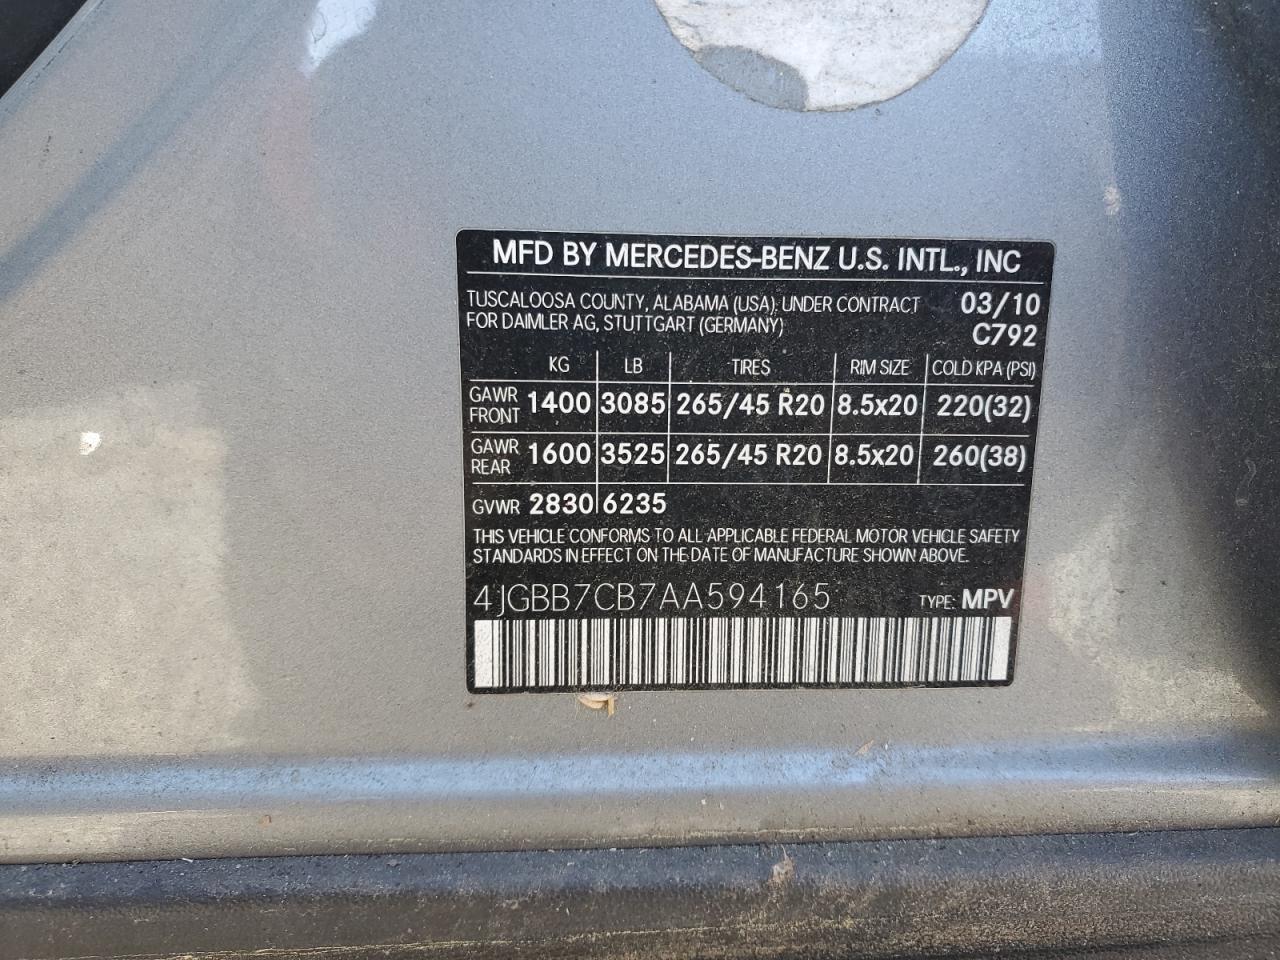 MFD BY MERCEDES-BENZ U.S. INTL., INC
TUSCALOOSA COUNTY, ALABAMA (USA), UNDER CONTRACT 03/10
FOR DAIMLER AG, STUTTGART (GERMANY) C792
KG LB TIRES RIM SIZE COLD KPA (PSI)
GAWR FRONT 1400 3085 265/45 R20 8.5x20 220(32)
GAWR REAR 1600 3525 265/45 R20 8.5x20 260(38)
GVWR 2830 6235
THIS VEHICLE CONFORMS TO ALL APPLICABLE FEDERAL MOTOR VEHICLE SAFETY
STANDARDS IN EFFECT ON THE DATE OF MANUFACTURE SHOWN ABOVE.
4JGBB7CB7AA594165 TYPE: MPV